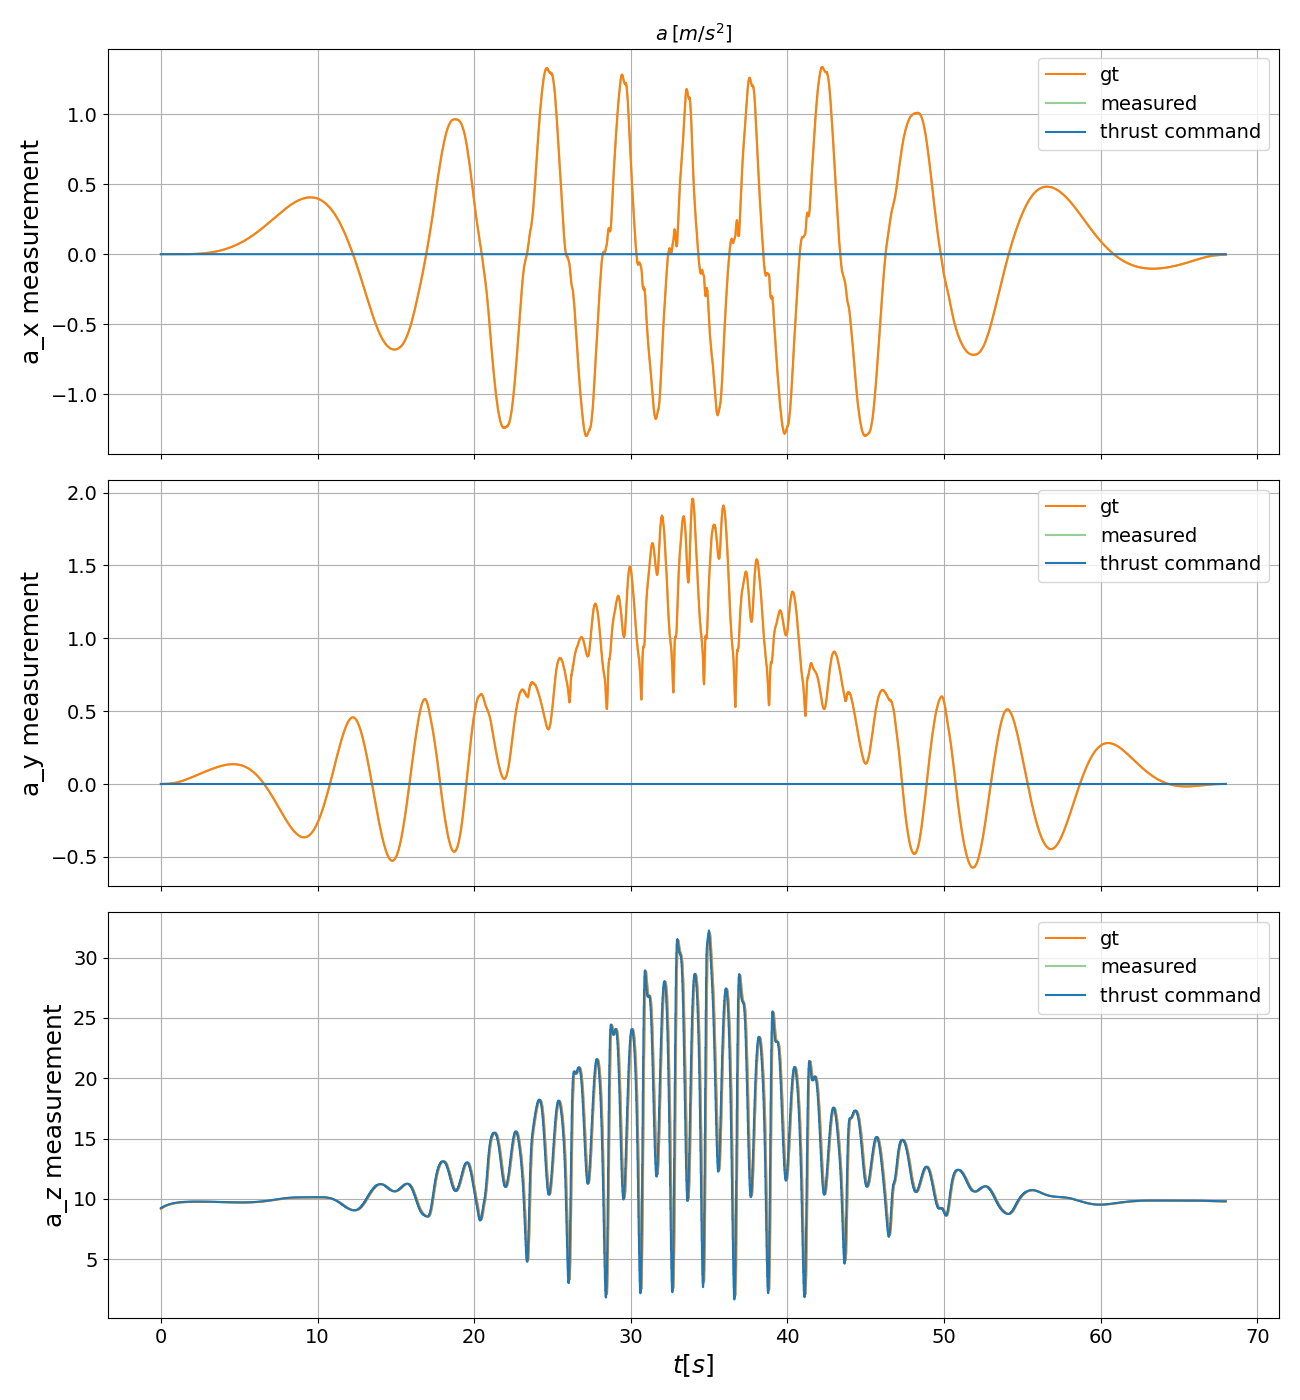 a [m/s²]
a_x measurement
1.0
0.5
0.0
−0.5
−1.0
gt
measured
thrust command
a_y measurement
2.0
1.5
1.0
0.5
0.0
−0.5
gt
measured
thrust command
a_z measurement
30
25
20
15
10
5
gt
measured
thrust command
0 10 20 30 40 50 60 70
t[s]